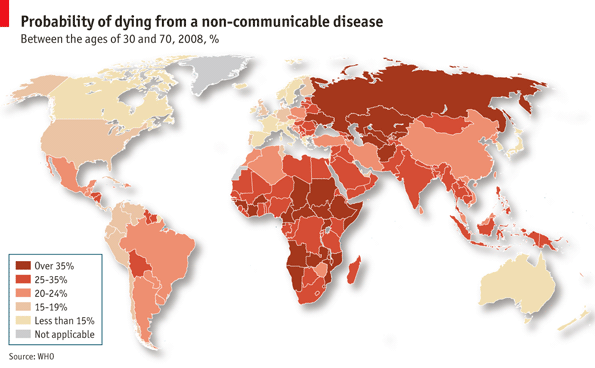 Probability of dying from a non-communicable disease
Between the ages of 30 and 70, 2008, %
Over 35%
25-35%
20-24%
15-19%
Less than 15%
Not applicable
Source: WHO